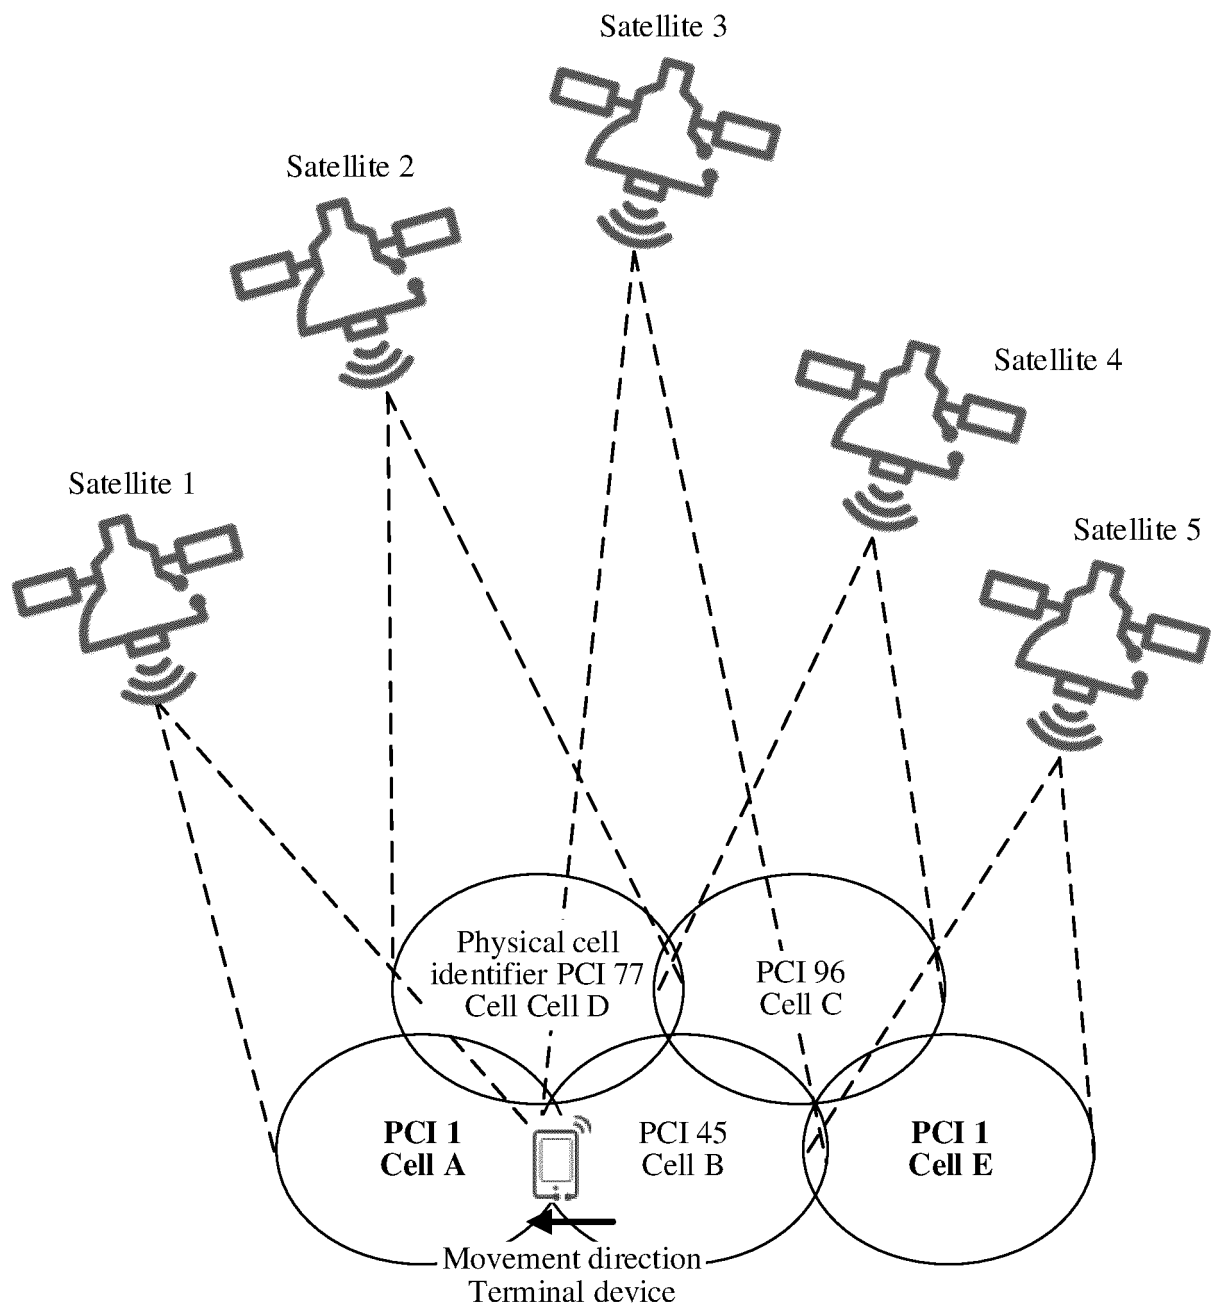 Satellite 3
Satellite 2
Satellite 4
Satellite 1
Satellite 5
Physical cell
identifier PCI 77
Cell Cell D
PCI 96
Cell C
PCI 1
Cell A
PCI 45
Cell B
PCI 1
Cell E
Movement direction
Terminal device